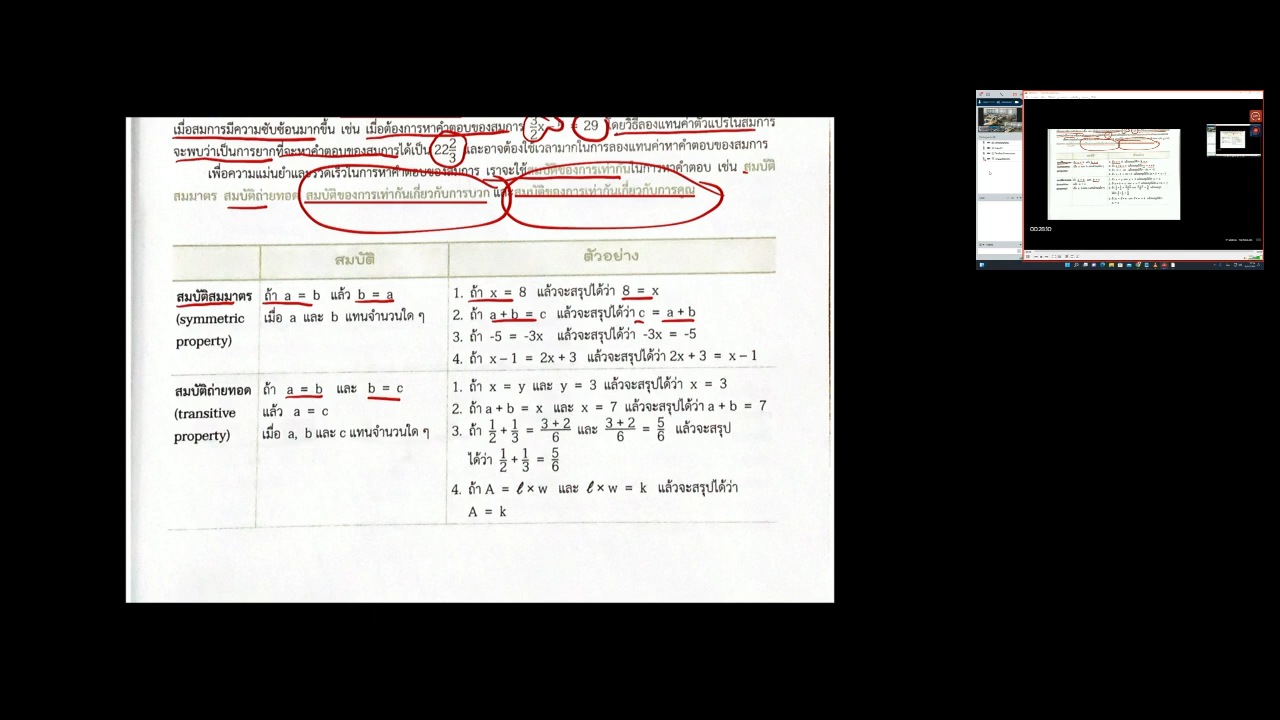 เมื่อสมการมีความซับซ้อนมากขึ้น เช่น เมื่อต้องการหาคำตอบของสมการ 3/2x = 29 โดยวิธีลองแทนค่าตัวแปรในสมการ
จะพบว่าเป็นการยากที่จะหาคำตอบของสมการได้เป็น 22 2/3 และอาจต้องใช้เวลามากในการลองแทนค่าหาคำตอบของสมการ
เพื่อความแม่นยำและรวดเร็วในการหาคำตอบของสมการ เราจะใช้สมบัติของการเท่ากันในการหาคำตอบ เช่น สมบัติ
สมมาตร สมบัติถ่ายทอด สมบัติของการเท่ากันเกี่ยวกับการบวก และสมบัติของการเท่ากันเกี่ยวกับการคูณ
สมบัติ ตัวอย่าง
สมบัติสมมาตร
(symmetric
property)
ถ้า a = b แล้ว b = a
เมื่อ a และ b แทนจำนวนใด ๆ
1. ถ้า x = 8 แล้วจะสรุปได้ว่า 8 = x
2. ถ้า a + b = c แล้วจะสรุปได้ว่า c = a + b
3. ถ้า -5 = -3x แล้วจะสรุปได้ว่า -3x = -5
4. ถ้า x − 1 = 2x + 3 แล้วจะสรุปได้ว่า 2x + 3 = x − 1
สมบัติถ่ายทอด
(transitive
property)
ถ้า a = b และ b = c
แล้ว a = c
เมื่อ a, b และ c แทนจำนวนใด ๆ
1. ถ้า x = y และ y = 3 แล้วจะสรุปได้ว่า x = 3
2. ถ้า a + b = x และ x = 7 แล้วจะสรุปได้ว่า a + b = 7
3. ถ้า 1/2 + 1/3 = 3 + 2/6 และ 3 + 2/6 = 5/6 แล้วจะสรุป
ได้ว่า 1/2 + 1/3 = 5/6
4. ถ้า A = ℓ × w และ ℓ × w = k แล้วจะสรุปได้ว่า
A = k